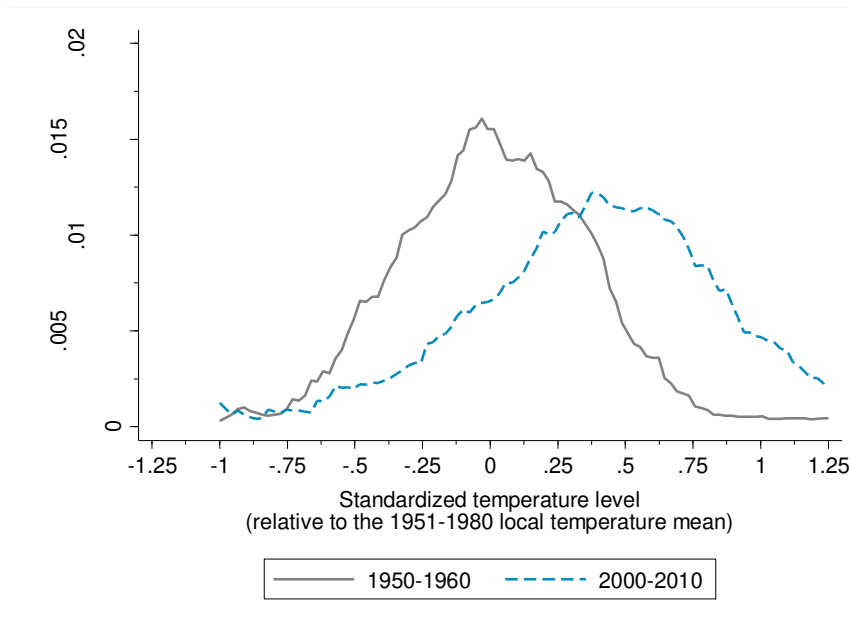 .02
.015
.01
.005
0
-1.25 -1 -.75 -.5 -.25 0 .25 .5 .75 1 1.25
Standardized temperature level
(relative to the 1951-1980 local temperature mean)
1950-1960 2000-2010